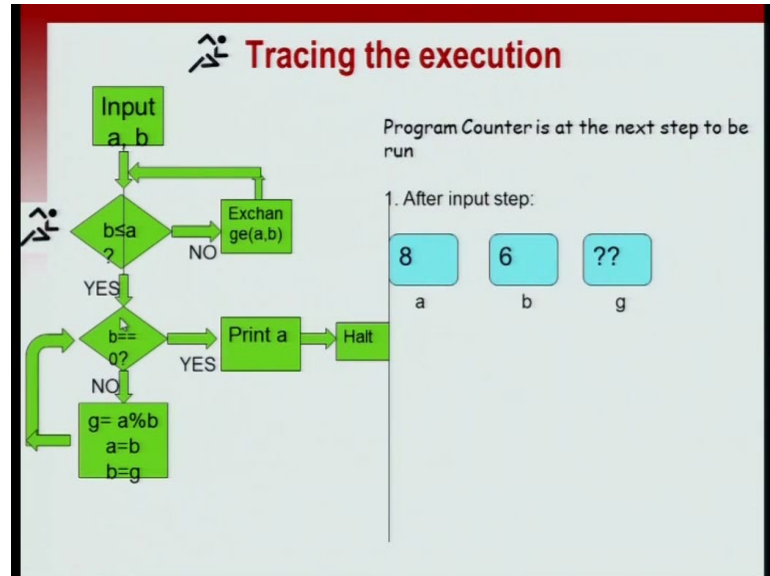 Tracing the execution
Input
a, b
b≤a
?
NO
Exchan
ge(a,b)
YES
b==
0?
YES
Print a
Halt
NO
g= a%b
a=b
b=g
Program Counter is at the next step to be
run
1. After input step:
8
6
??
a
b
g